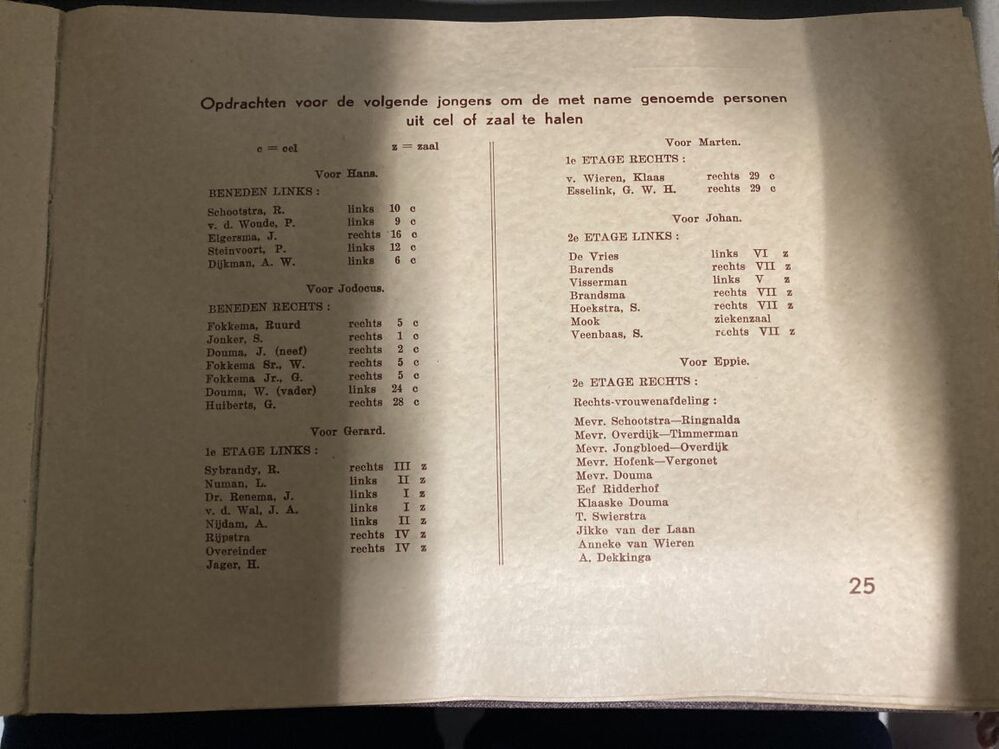 Opdrachten voor de volgende jongens om de met name genoemde personen
uit cel of zaal te halen
c = cel z = zaal
Voor Hans.
BENEDEN LINKS :
Schootstra, R. links 10 c
v. d. Woude, P. links 9 c
Elgersma, J. rechts 16 c
Steinvoort, P. links 12 c
Dijkman, A. W. links 6 c
Voor Jodocus.
BENEDEN RECHTS :
Fokkema, Ruurd rechts 5 c
Jonker, S. rechts 1 c
Douma, J. (neef) rechts 2 c
Fokkema Sr., W. rechts 5 c
Fokkema Jr., G. rechts 5 c
Douma, W. (vader) links 24 c
Huiberts, G. rechts 28 c
Voor Gerard.
1e ETAGE LINKS :
Sybrandy, R. rechts III z
Numan, L. links II z
Dr. Renema, J. links I z
v. d. Wal, J. A. links I z
Nijdam, A. links II z
Rijpstra rechts IV z
Overeinder rechts IV z
Jager, H.
Voor Marten.
1e ETAGE RECHTS :
v. Wieren, Klaas rechts 29 c
Esselink, G. W. H. rechts 29 c
Voor Johan.
2e ETAGE LINKS :
De Vries links VI z
Barends rechts VII z
Visserman links V z
Brandsma rechts VII z
Hoekstra, S. rechts VII z
Mook ziekenzaal
Veenbaas, S. rechts VII z
Voor Eppie.
2e ETAGE RECHTS :
Rechts-vrouwenafdeling :
Mevr. Schootstra—Ringnalda
Mevr. Overdijk—Timmerman
Mevr. Jongbloed—Overdijk
Mevr. Hofenk—Vergonet
Mevr. Douma
Eef Ridderhof
Klaaske Douma
T. Swierstra
Jikke van der Laan
Anneke van Wieren
A. Dekkinga
25